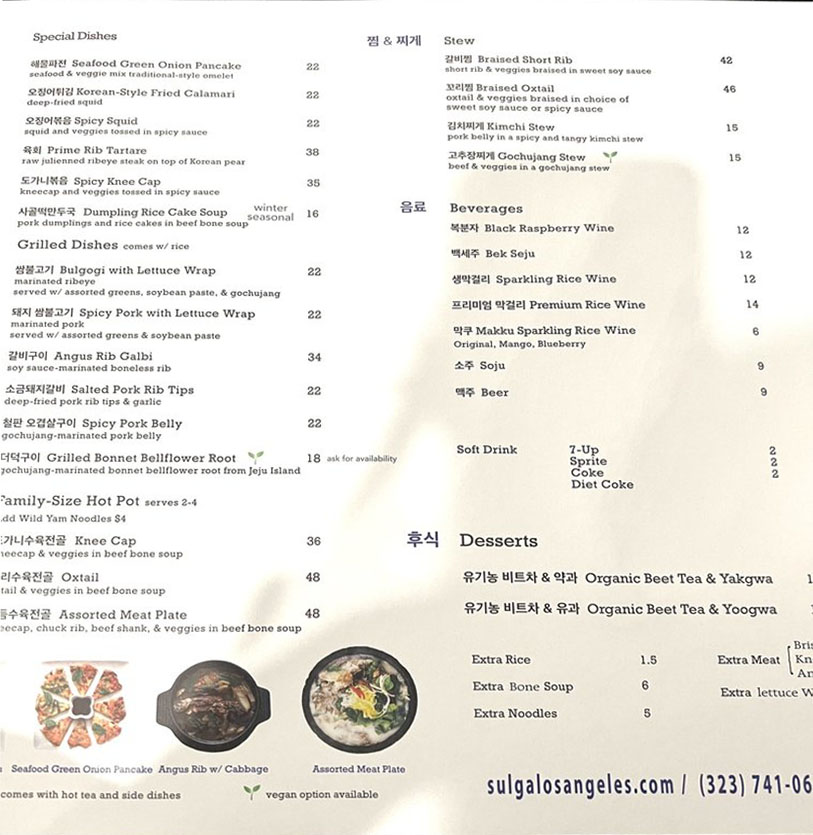 Special Dishes
해물파전 Seafood Green Onion Pancake 22
seafood & veggie mix traditional-style omelet
오징어튀김 Korean-Style Fried Calamari 22
deep-fried squid
오징어볶음 Spicy Squid 22
squid and veggies tossed in spicy sauce
육회 Prime Rib Tartare 38
raw julienned ribeye steak on top of Korean pear
도가니볶음 Spicy Knee Cap 35
kneecap and veggies tossed in spicy sauce
사골떡만두국 Dumpling Rice Cake Soup winter seasonal 16
pork dumplings and rice cakes in beef bone soup
Grilled Dishes comes w/ rice
쌈불고기 Bulgogi with Lettuce Wrap 22
marinated ribeye
served w/ assorted greens, soybean paste, & gochujang
돼지 쌈불고기 Spicy Pork with Lettuce Wrap 22
marinated pork
served w/ assorted greens & soybean paste
갈비구이 Angus Rib Galbi 34
soy sauce-marinated boneless rib
소금돼지갈비 Salted Pork Rib Tips 22
deep-fried pork rib tips & garlic
철판 오겹살구이 Spicy Pork Belly 22
gochujang-marinated pork belly
더덕구이 Grilled Bonnet Bellflower Root 18 ask for availability
gochujang-marinated bonnet bellflower root from Jeju Island
Family-Size Hot Pot serves 2-4
Add Wild Yam Noodles $4
가니수육전골 Knee Cap 36
kneecap & veggies in beef bone soup
리수육전골 Oxtail 48
tail & veggies in beef bone soup
수육전골 Assorted Meat Plate 48
kneecap, chuck rib, beef shank, & veggies in beef bone soup
Seafood Green Onion Pancake
Angus Rib w/ Cabbage
Assorted Meat Plate
comes with hot tea and side dishes
vegan option available
찜 & 찌게 Stew
갈비찜 Braised Short Rib 42
short rib & veggies braised in sweet soy sauce
꼬리찜 Braised Oxtail 46
oxtail & veggies braised in choice of
sweet soy sauce or spicy sauce
김치찌게 Kimchi Stew 15
pork belly in a spicy and tangy kimchi stew
고추장찌게 Gochujang Stew 15
beef & veggies in a gochujang stew
음료 Beverages
복분자 Black Raspberry Wine 12
백세주 Bek Seju 12
생막걸리 Sparkling Rice Wine 12
프리미엄 막걸리 Premium Rice Wine 14
막쿠 Makku Sparkling Rice Wine 6
Original, Mango, Blueberry
소주 Soju 9
맥주 Beer 9
Soft Drink 7-Up 2
Sprite 2
Coke 2
Diet Coke
후식 Desserts
유기농 비트차 & 약과 Organic Beet Tea & Yakgwa
유기농 비트차 & 유과 Organic Beet Tea & Yoogwa
Extra Rice 1.5
Extra Bone Soup 6
Extra Noodles 5
Extra Meat
Bris
Kn
An
Extra lettuce W
sulgalosangeles.com / (323) 741-06